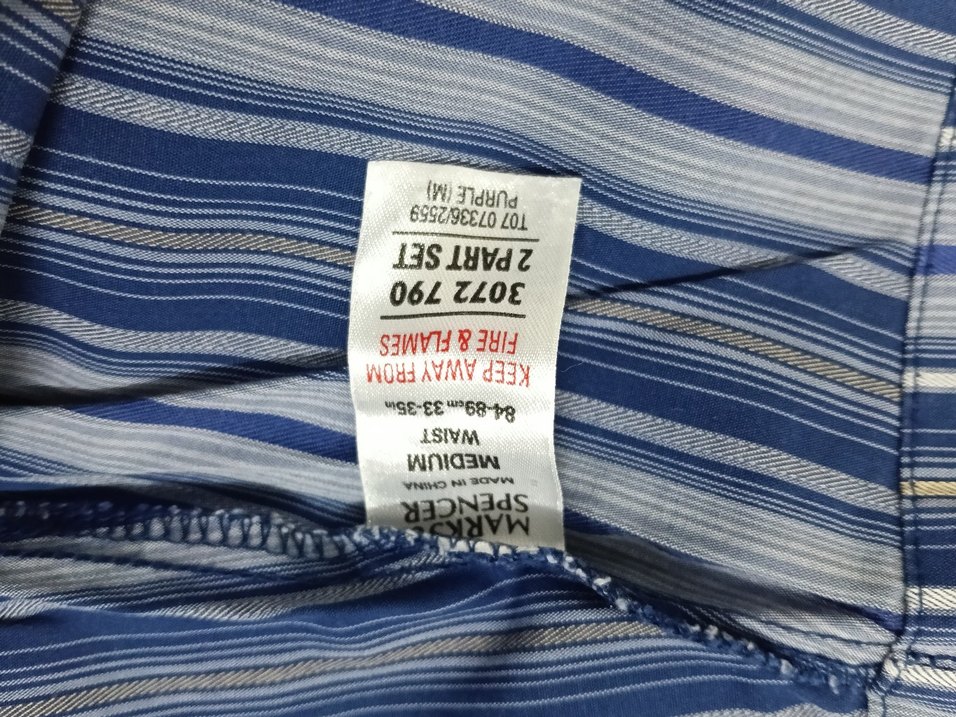 MARKS &
SPENCER
MADE IN CHINA
MEDIUM
WAIST
84-89cm 33-35in
KEEP AWAY FROM
FIRE & FLAMES
3072 790
2 PART SET
T07 07336/2559
PURPLE (M)